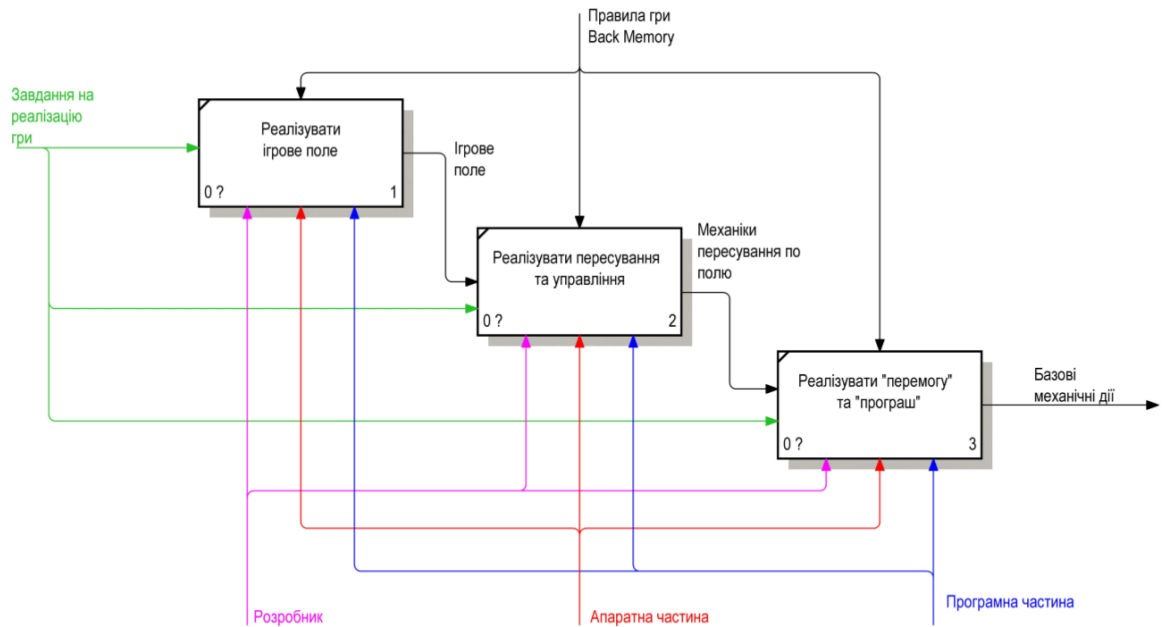 Правила гри
Back Memory
Завдання на
реалізацію
гри
Реалізувати
ігрове поле
0 ?
1
Ігрове
поле
Реалізувати пересування
та управління
0 ?
2
Механіки
пересування по
полю
Реалізувати "перемогу"
та "програш"
0 ?
3
Базові
механічні дії
Розробник
Апаратна частина
Програмна частина